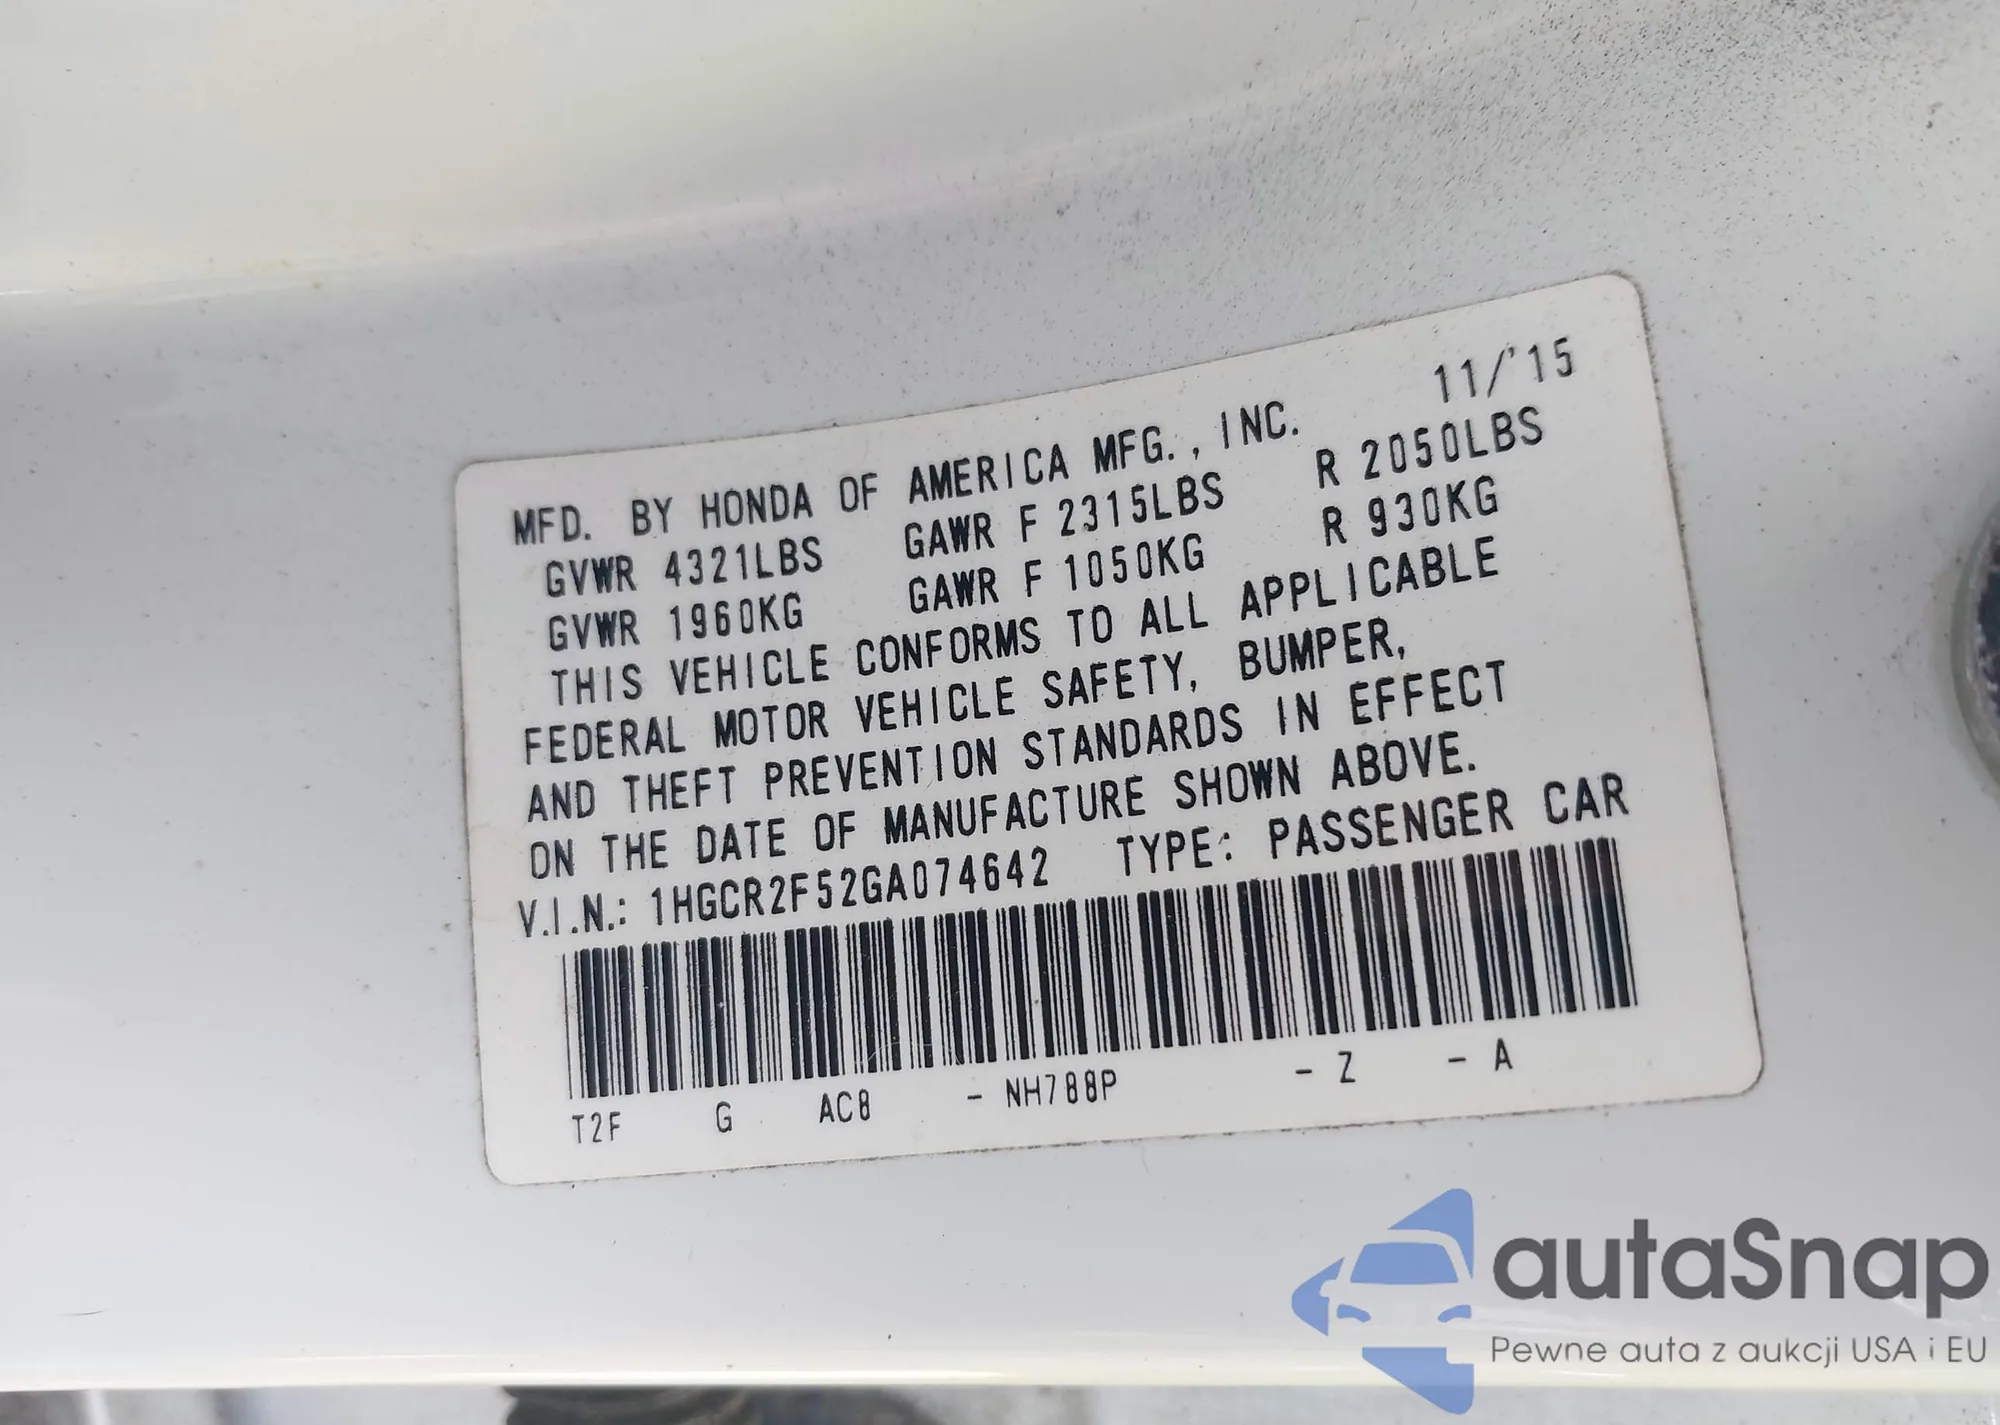 11/'15
MFD. BY HONDA OF AMERICA MFG., INC.
GVWR 4321LBS GAWR F 2315LBS R 2050LBS
GVWR 1960KG GAWR F 1050KG R 930KG
THIS VEHICLE CONFORMS TO ALL APPLICABLE
FEDERAL MOTOR VEHICLE SAFETY, BUMPER,
AND THEFT PREVENTION STANDARDS IN EFFECT
ON THE DATE OF MANUFACTURE SHOWN ABOVE.
V.I.N.: 1HGCR2F52GA074642 TYPE: PASSENGER CAR
T2F G AC8 - NH788P - Z - A
autaSnap
Pewne auta z aukcji USA i EU